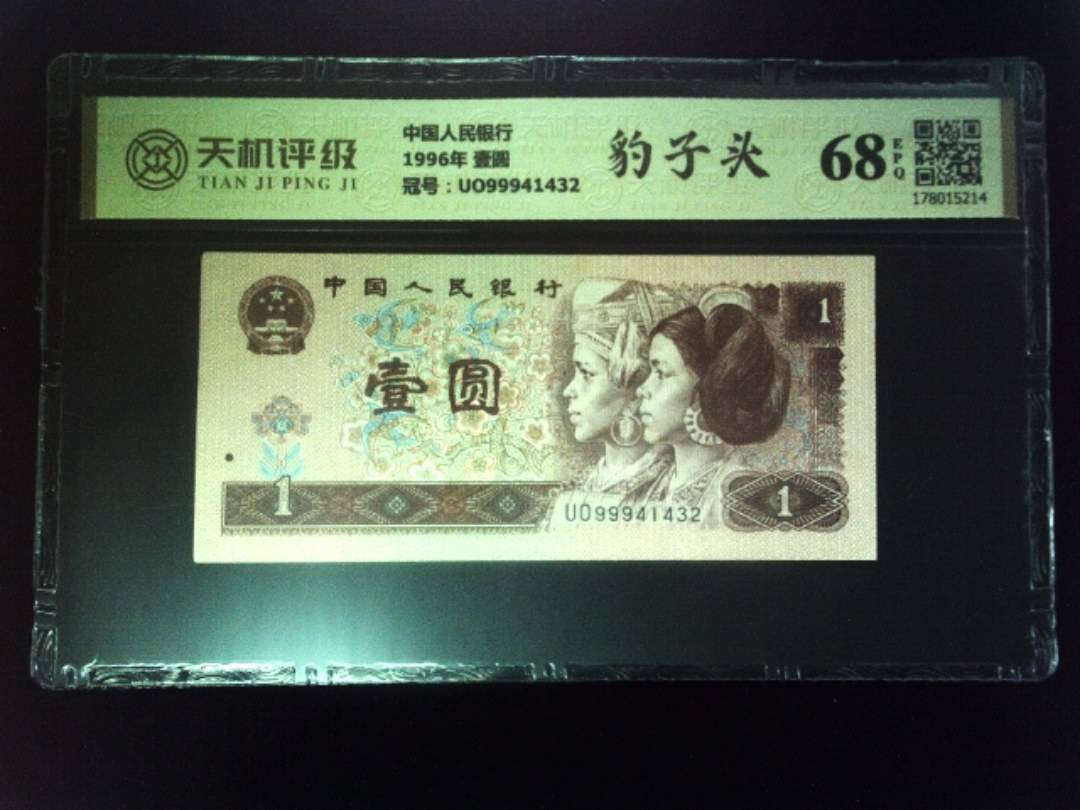 天机评级
TIAN JI PING JI
中国人民银行
1996年 壹圆
冠号：UO99941432
豹子头
68
EPQ
178015214
中国人民银行
1
壹圆
1
UO99941432
1